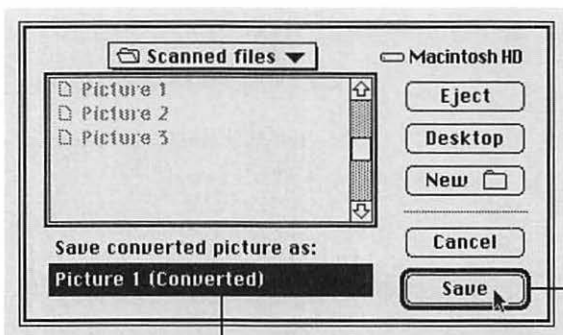 Scanned files
Macintosh HD
Picture 1
Picture 2
Picture 3
Eject
Desktop
New
Save converted picture as:
Picture 1 (Converted)
Cancel
Save